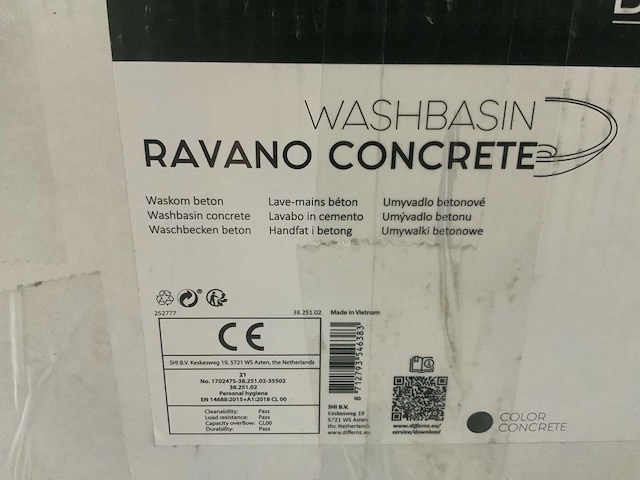 WASHBASIN
RAVANO CONCRETE
Waskom beton
Washbasin concrete
Waschbecken beton
Lave-mains béton
Lavabo in cemento
Handfat i betong
Umyvadlo betonové
Umývadlo betonu
Umywalki betonowe
252777
38.251.02
CE
SHI B.V. Keskesweg 19, 5721 WS Asten, the Netherlands
21
No. 1702475-38.251.02-35502
38.251.02
Personal hygiene
EN 14688:2015+A1:2018 CL 00
Cleanability: Pass
Load resistance: Pass
Capacity overflow: CL00
Durability: Pass
Made in Vietnam
8 712793 546383
SHI B.V.
Keskesweg 19
5721 WS Asten
the Netherlands
www.differnz.eu
www.differnz.eu/
service/download/
COLOR
CONCRETE